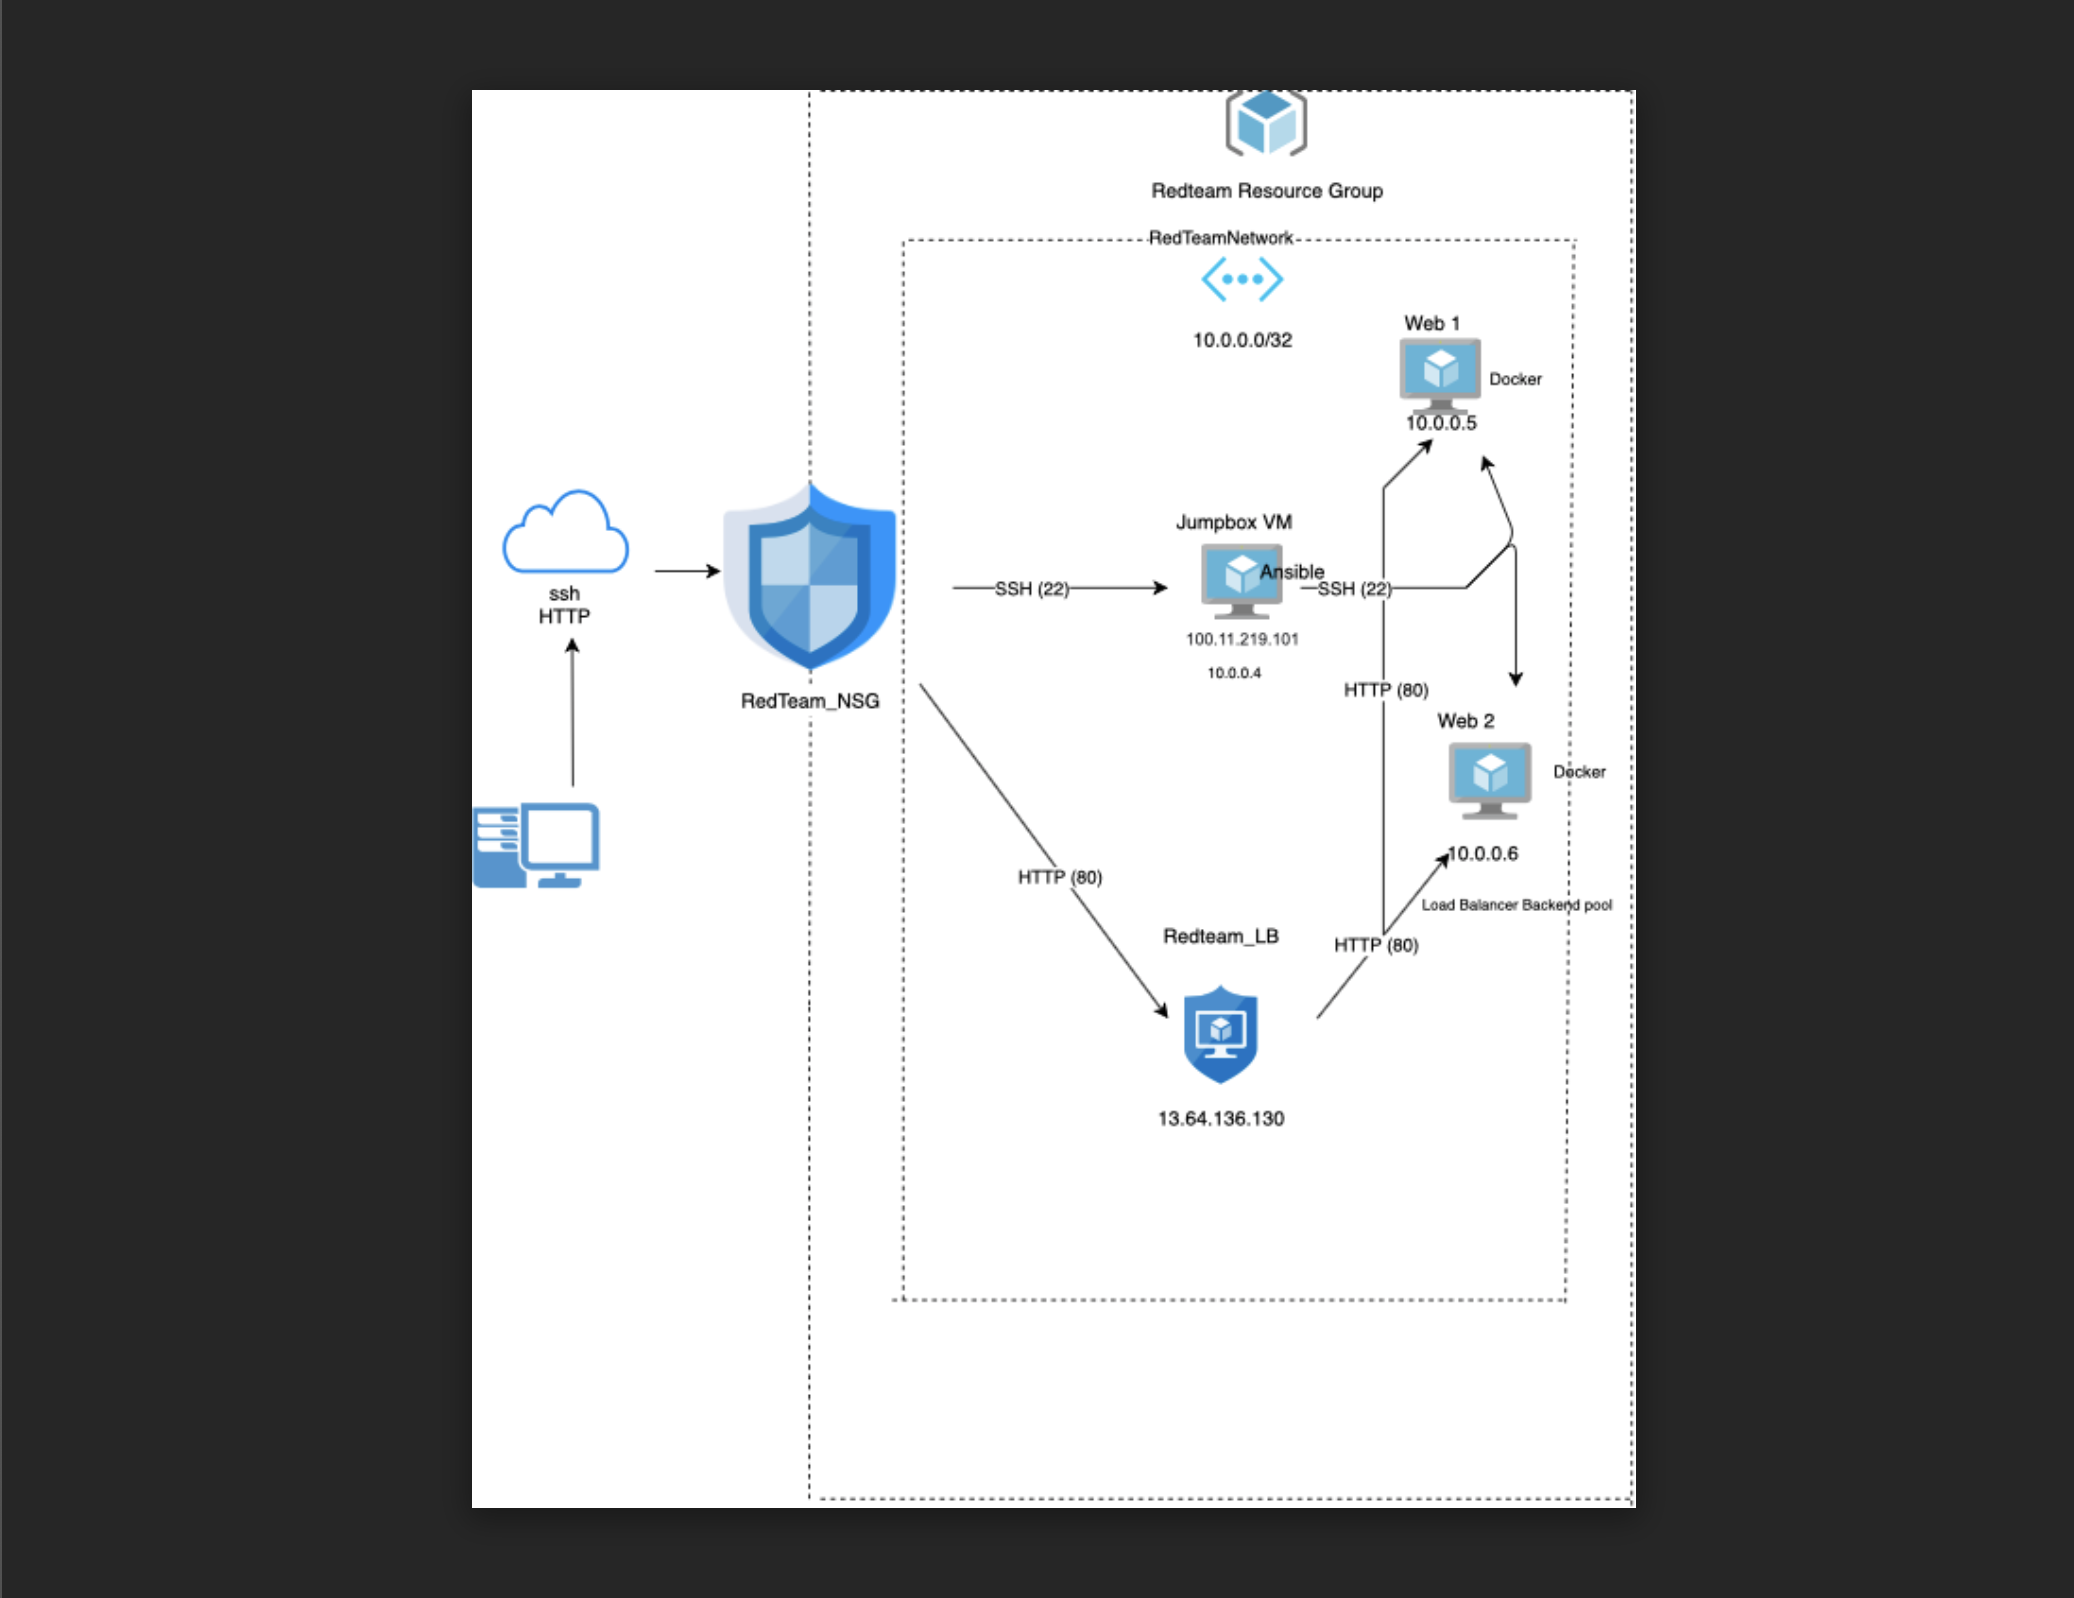 Redteam Resource Group
RedTeamNetwork
10.0.0.0/32
Web 1
Docker
10.0.0.5
ssh
HTTP
RedTeam_NSG
SSH (22)
Jumpbox VM
Ansible
100.11.219.101
10.0.0.4
SSH (22)
HTTP (80)
Web 2
Docker
10.0.0.6
Load Balancer Backend pool
HTTP (80)
HTTP (80)
Redteam_LB
13.64.136.130